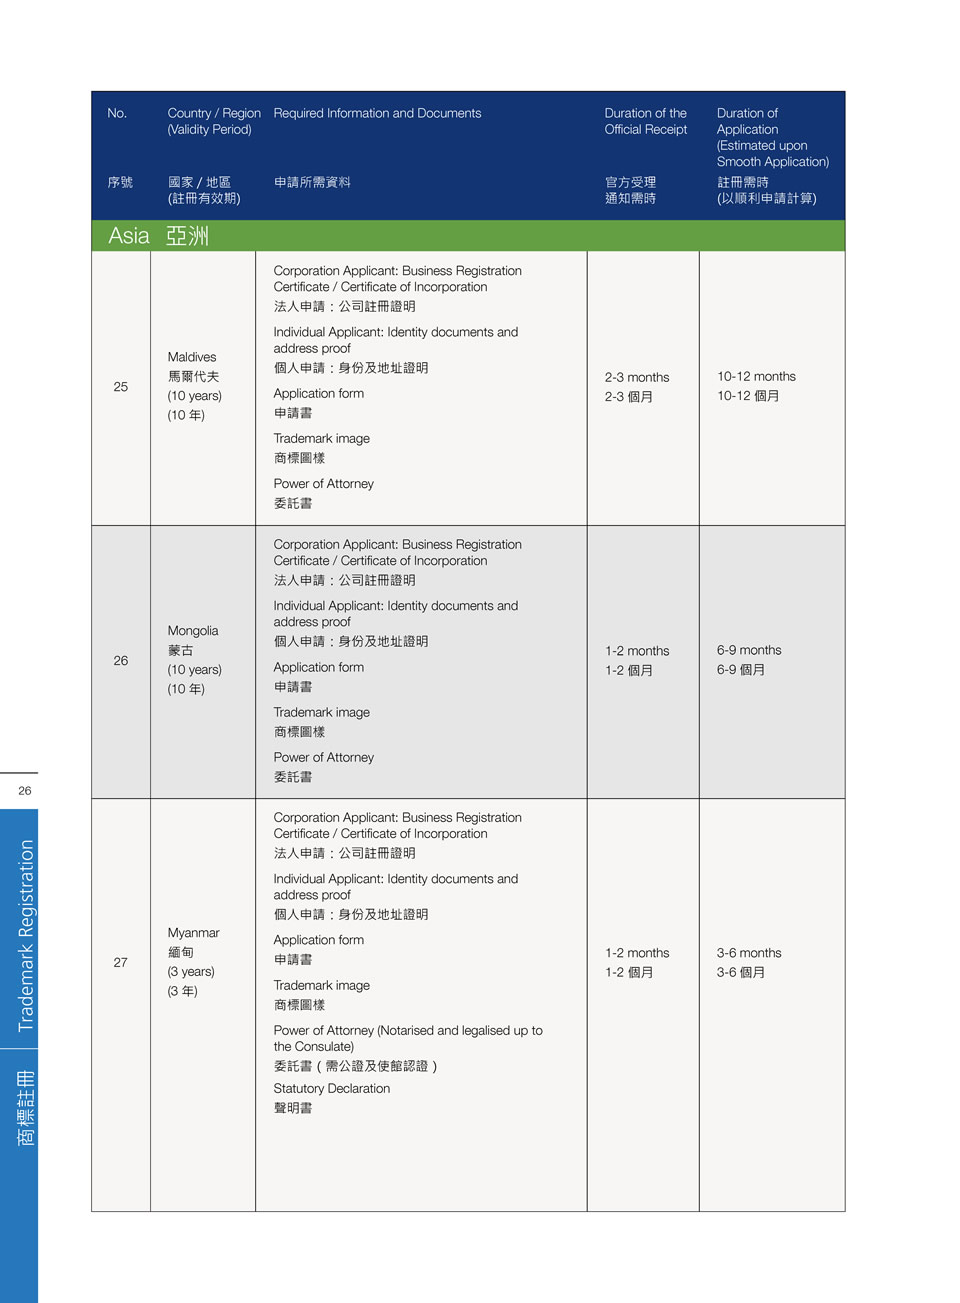 No.
Country / Region
(Validity Period)
Required Information and Documents
Duration of the
Official Receipt
Duration of
Application
(Estimated upon
Smooth Application)
序號
國家 / 地區
(註冊有效期)
申請所需資料
官方受理
通知需時
註冊需時
(以順利申請計算)
Asia 亞洲
25
Maldives
馬爾代夫
(10 years)
(10 年)
Corporation Applicant: Business Registration
Certificate / Certificate of Incorporation
法人申請：公司註冊證明
Individual Applicant: Identity documents and
address proof
個人申請：身份及地址證明
Application form
申請書
Trademark image
商標圖樣
Power of Attorney
委託書
2-3 months
2-3 個月
10-12 months
10-12 個月
26
Mongolia
蒙古
(10 years)
(10 年)
Corporation Applicant: Business Registration
Certificate / Certificate of Incorporation
法人申請：公司註冊證明
Individual Applicant: Identity documents and
address proof
個人申請：身份及地址證明
Application form
申請書
Trademark image
商標圖樣
Power of Attorney
委託書
1-2 months
1-2 個月
6-9 months
6-9 個月
27
Myanmar
緬甸
(3 years)
(3 年)
Corporation Applicant: Business Registration
Certificate / Certificate of Incorporation
法人申請：公司註冊證明
Individual Applicant: Identity documents and
address proof
個人申請：身份及地址證明
Application form
申請書
Trademark image
商標圖樣
Power of Attorney (Notarised and legalised up to
the Consulate)
委託書（需公證及使館認證）
Statutory Declaration
聲明書
1-2 months
1-2 個月
3-6 months
3-6 個月
26
Trademark Registration
商標註冊